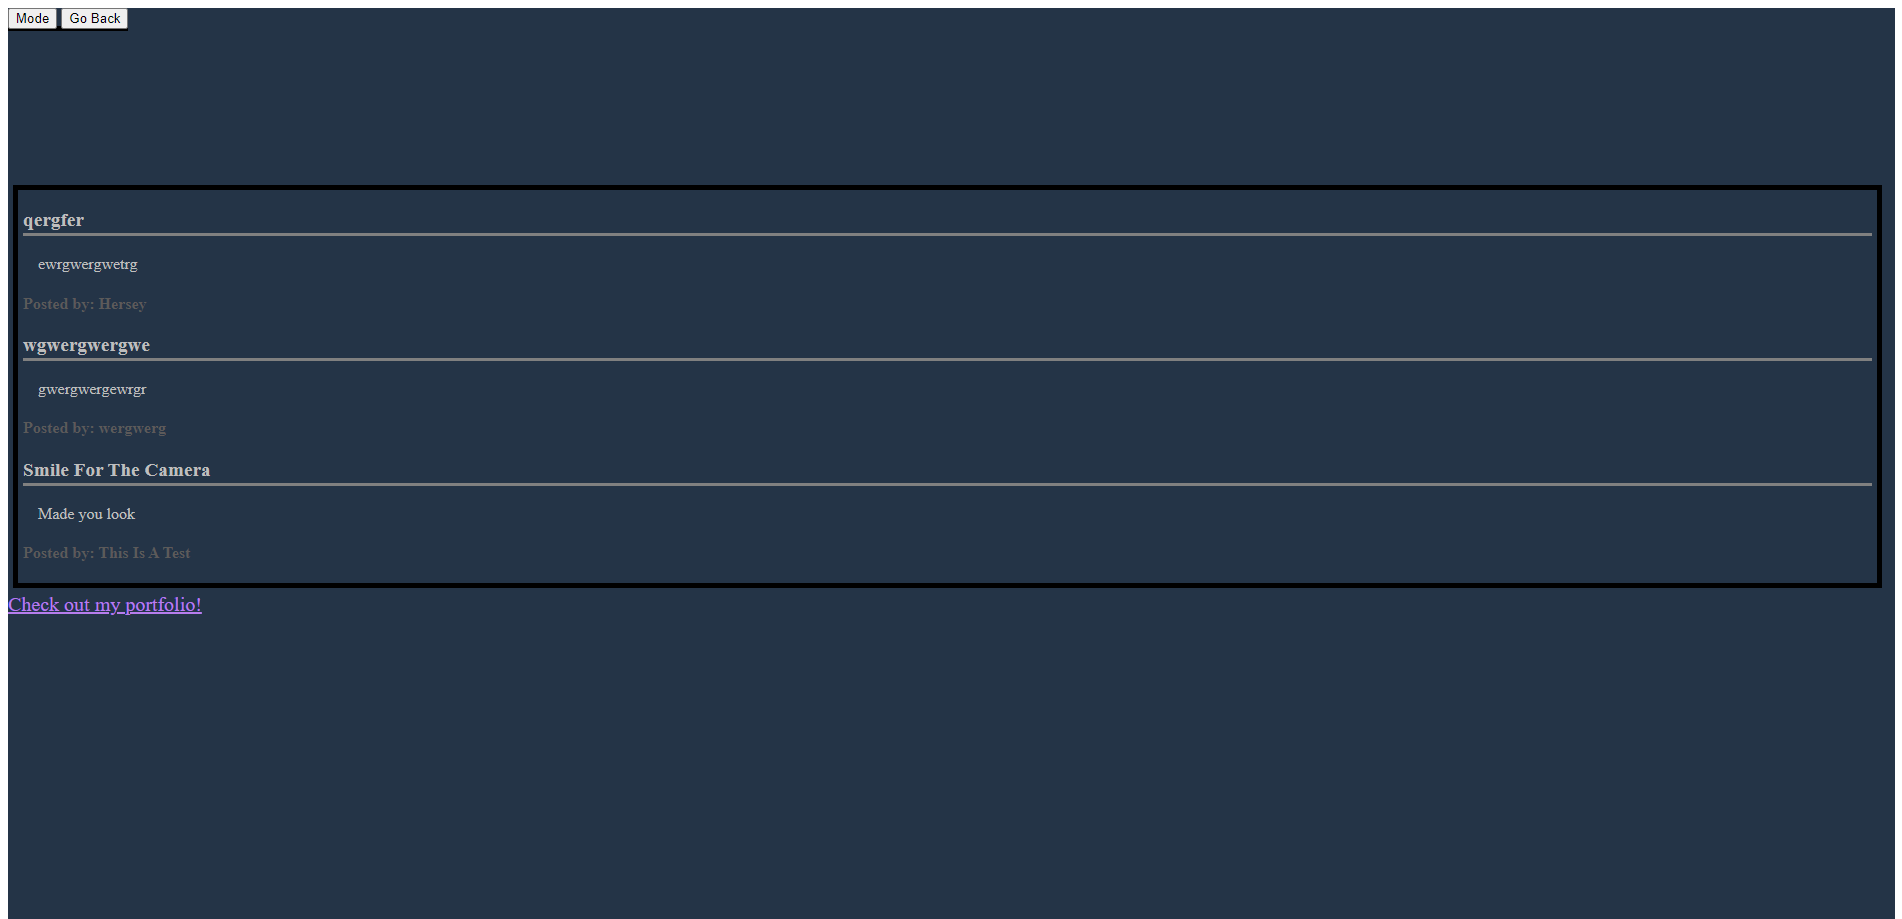 Mode Go Back
qergfer
ewrgwergwetrg
Posted by: Hersey
wgwergwergwe
gwergwergewrgr
Posted by: wergwerg
Smile For The Camera
Made you look
Posted by: This Is A Test
Check out my portfolio!